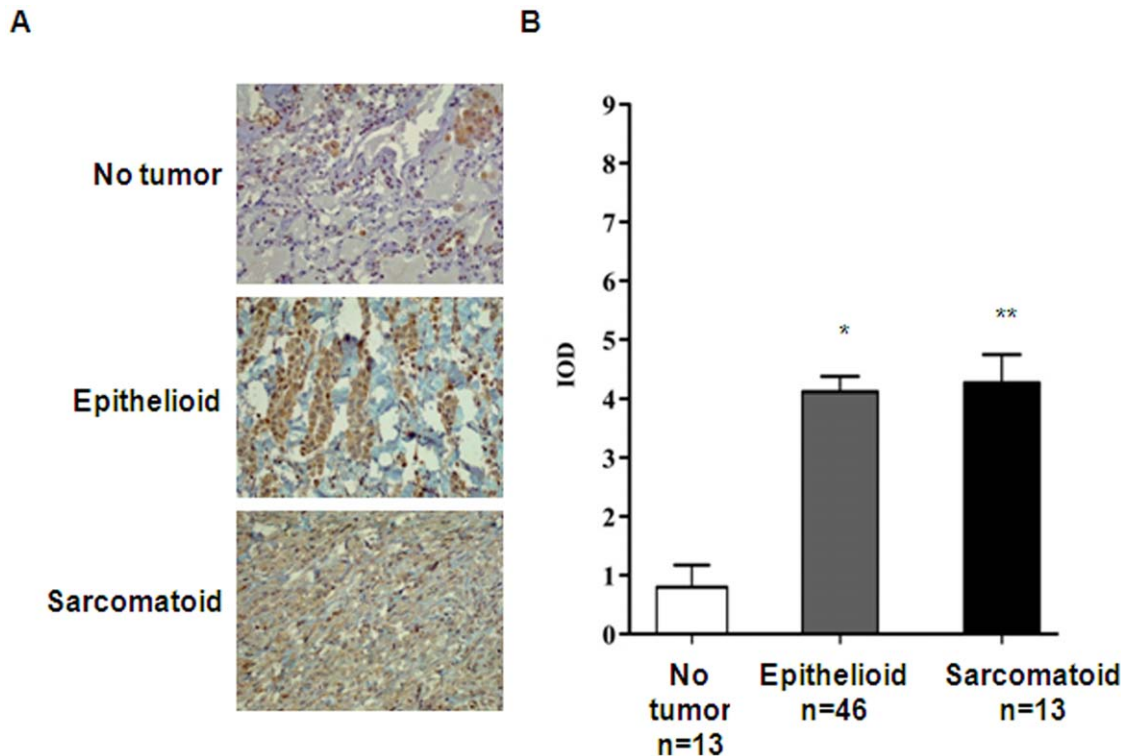 A
B
No tumor
Epithelioid
Sarcomatoid
9
8
7
6
5
4
3
2
1
0
IOD
*
**
No
tumor
n=13
Epithelioid
n=46
Sarcomatoid
n=13